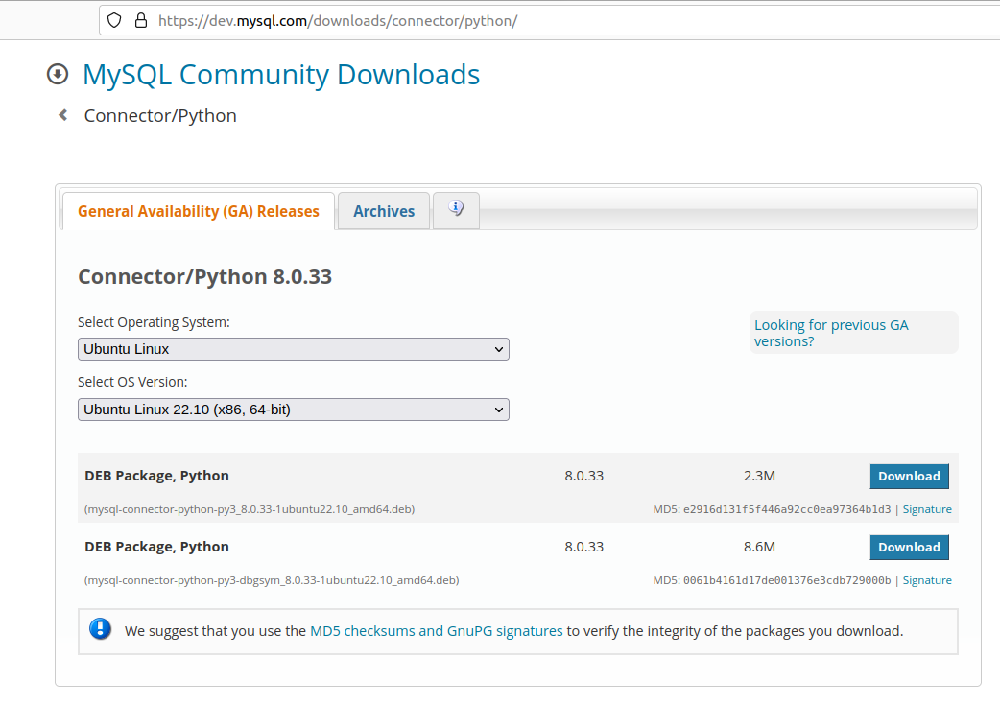 https://dev.mysql.com/downloads/connector/python/
MySQL Community Downloads
Connector/Python
General Availability (GA) Releases
Archives
i
Connector/Python 8.0.33
Select Operating System:
Looking for previous GA
versions?
Ubuntu Linux
Select OS Version:
Ubuntu Linux 22.10 (x86, 64-bit)
DEB Package, Python
8.0.33
2.3M
Download
(mysql-connector-python-py3_8.0.33-1ubuntu22.10_amd64.deb)
MD5: e2916d131f5f446a92cc0ea97364b1d3 | Signature
DEB Package, Python
8.0.33
8.6M
Download
(mysql-connector-python-py3-dbgsym_8.0.33-1ubuntu22.10_amd64.deb)
MD5: 0061b4161d17de001376e3cdb729000b | Signature
We suggest that you use the MD5 checksums and GnuPG signatures to verify the integrity of the packages you download.